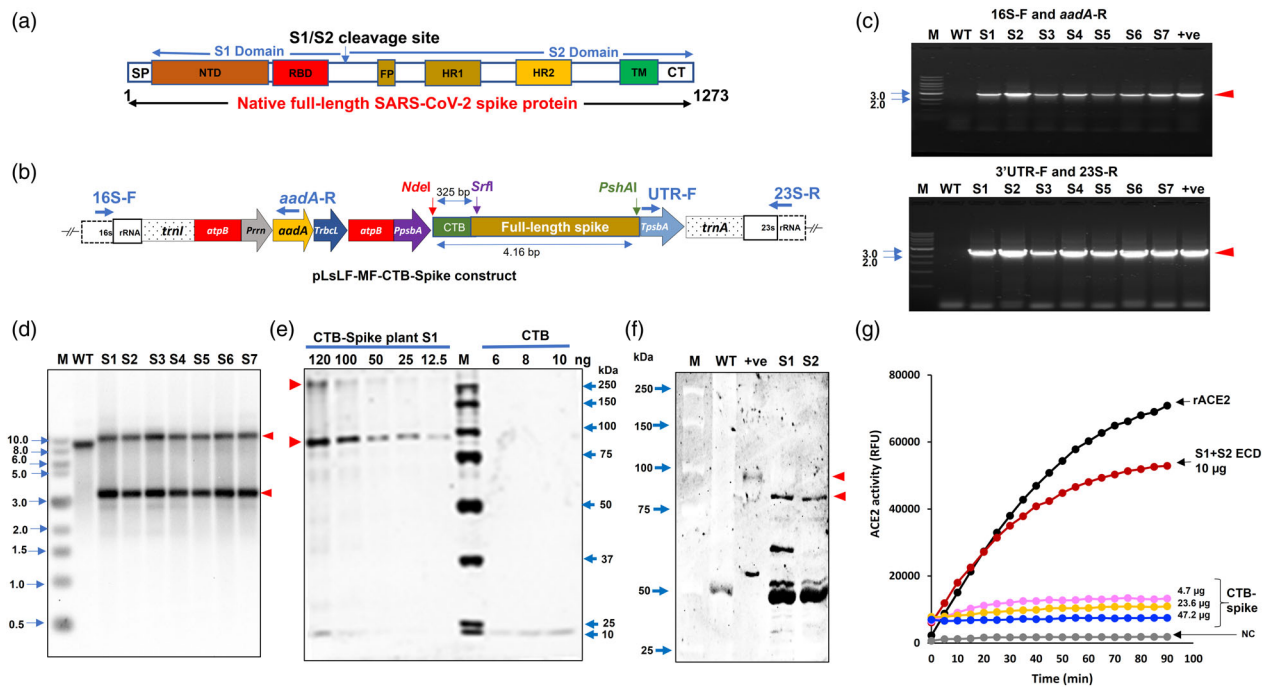 (a)
S1/S2 cleavage site
S1 Domain S2 Domain
SP NTD RBD FP HR1 HR2 TM CT
1 Native full-length SARS-CoV-2 spike protein 1273
(b)
16S-F aadA-R NdeI 325 bp SrfI PshAI UTR-F 23S-R
16s rRNA trnI atpB Prrn aadA TrbcL atpB PpsbA CTB Full-length spike TpsbA trnA 23s rRNA
4.16 bp
pLsLF-MF-CTB-Spike construct
(c)
16S-F and aadA-R
M WT S1 S2 S3 S4 S5 S6 S7 +ve
3.0
2.0
3'UTR-F and 23S-R
M WT S1 S2 S3 S4 S5 S6 S7 +ve
3.0
2.0
(d)
M WT S1 S2 S3 S4 S5 S6 S7
10.0
8.0
6.0
5.0
3.0
2.0
1.5
1.0
0.5
(e)
CTB-Spike plant S1 CTB
120 100 50 25 12.5 M 6 8 10 ng
kDa
250
150
100
75
50
37
25
10
(f)
kDa M WT +ve S1 S2
250
150
100
75
50
25
(g)
80000
60000
40000
20000
0
ACE2 activity (RFU)
rACE2
S1+S2 ECD
10 µg
4.7 µg
23.6 µg
47.2 µg
CTB-
spike
NC
0 10 20 30 40 50 60 70 80 90 100
Time (min)